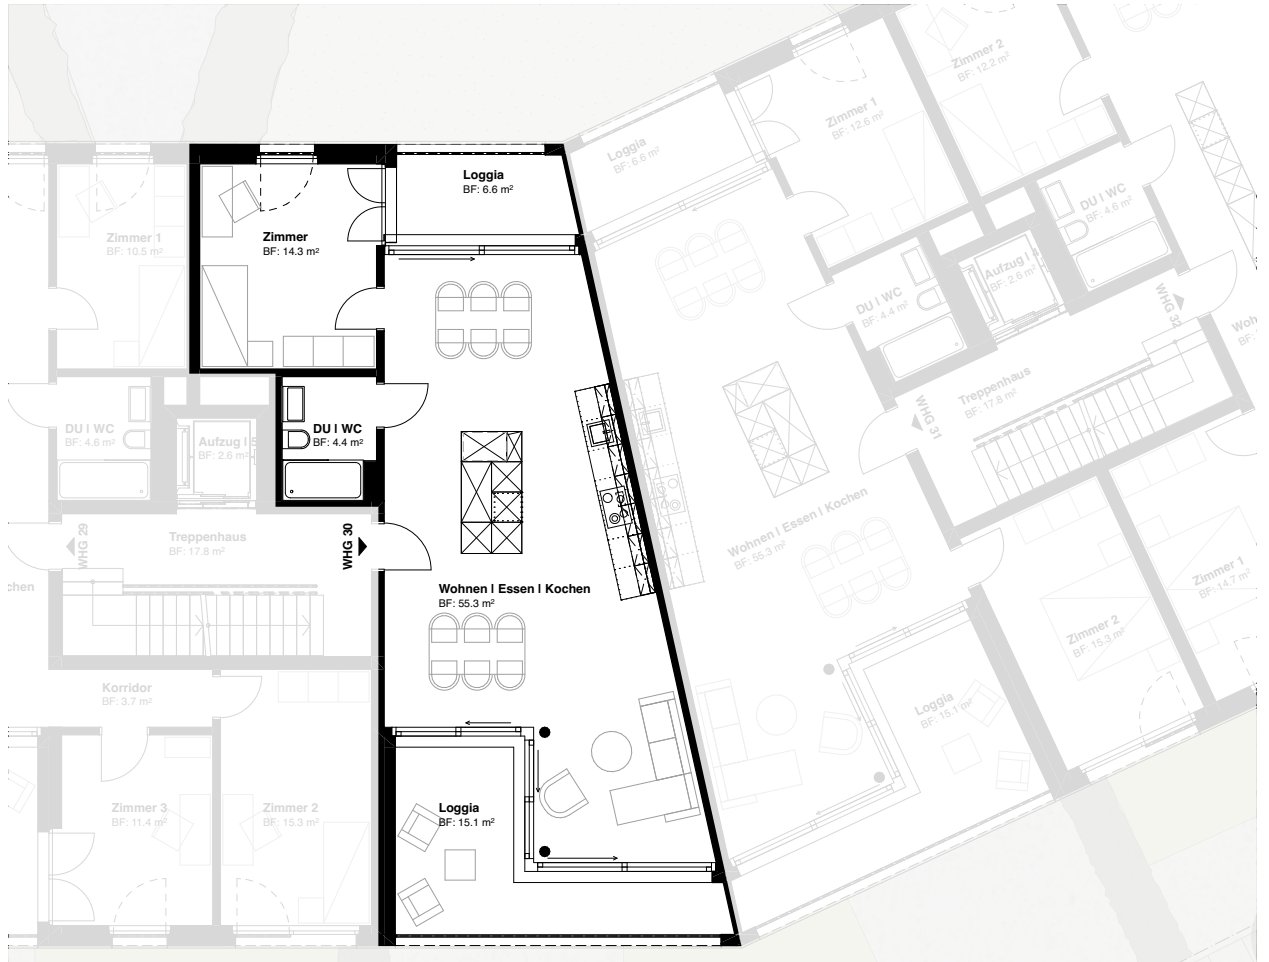 Loggia
BF: 6.6 m²
Zimmer
BF: 14.3 m²
DU I WC
BF: 4.4 m²
WHG 30
Wohnen I Essen I Kochen
BF: 55.3 m²
Loggia
BF: 15.1 m²
Zimmer 1
BF: 10.5 m²
DU I WC
BF: 4.6 m²
Aufzug I 5
BF: 2.6 m²
WHG 29
Treppenhaus
BF: 17.8 m²
chen
Korridor
BF: 3.7 m²
Zimmer 3
BF: 11.4 m²
Zimmer 2
BF: 15.3 m²
Loggia
BF: 6.6 m²
Zimmer 1
BF: 12.6 m²
Zimmer 2
BF: 12.2 m²
DU I WC
BF: 4.6 m²
Aufzug I
BF: 2.6 m²
DU I WC
BF: 4.4 m²
WHG 32
Woh
BF:
Treppenhaus
BF: 17.8 m²
WHG 31
Wohnen I Essen I Kochen
BF: 55.3 m²
Zimmer 1
BF: 14.7 m²
Zimmer 2
BF: 15.3 m²
Loggia
BF: 15.1 m²